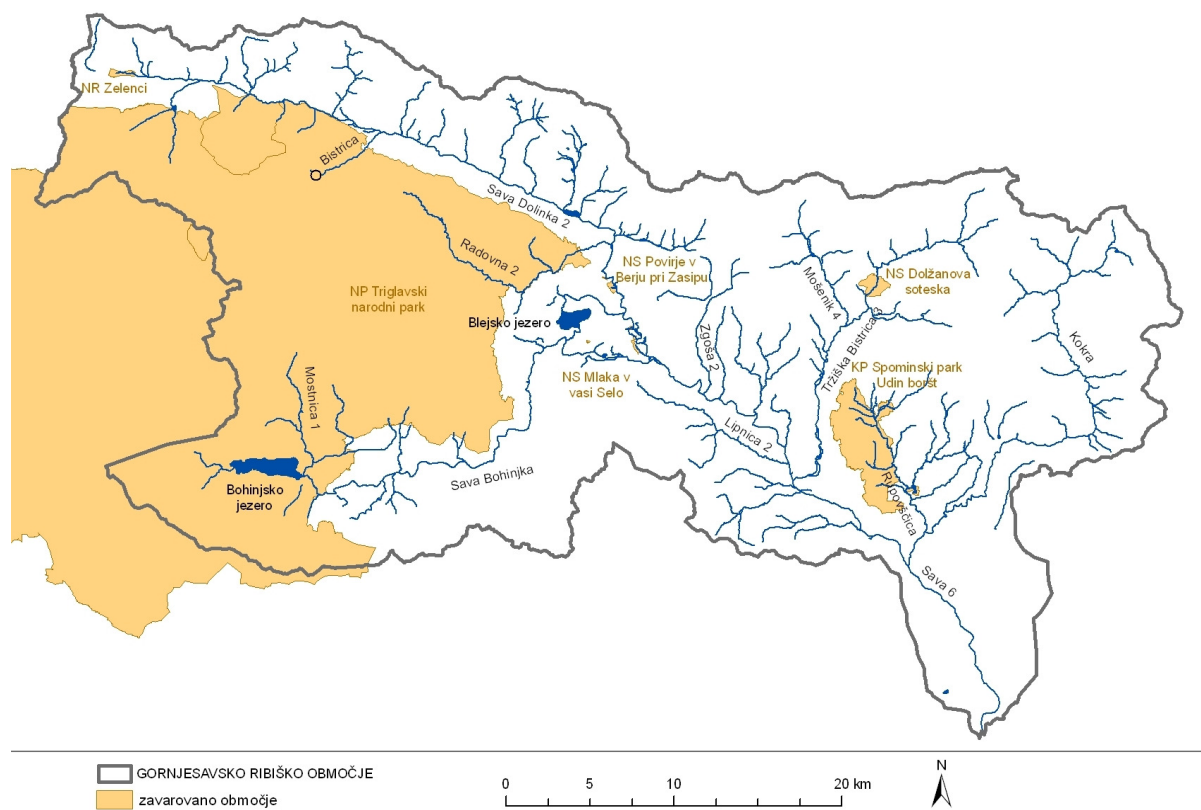 NR Zelenci
Bistrica
Sava Dolinka 2
Radovna 2
NS Povirje v
Berju pri Zasipu
Mošenik 4
NS Dolžanova
soteska
NP Triglavski
narodni park
Blejsko jezero
Zgoša 2
Tržiška Bistrica 3
Kokra
NS Mlaka v
vasi Selo
KP Spominski park
Udin boršt
Mostnica 1
Lipnica 2
Sava Bohinjka
Bohinjsko
jezero
Rupovščica
Sava 6
GORNJESAVSKO RIBIŠKO OBMOČJE
zavarovano območje
0 5 10 20 km
N